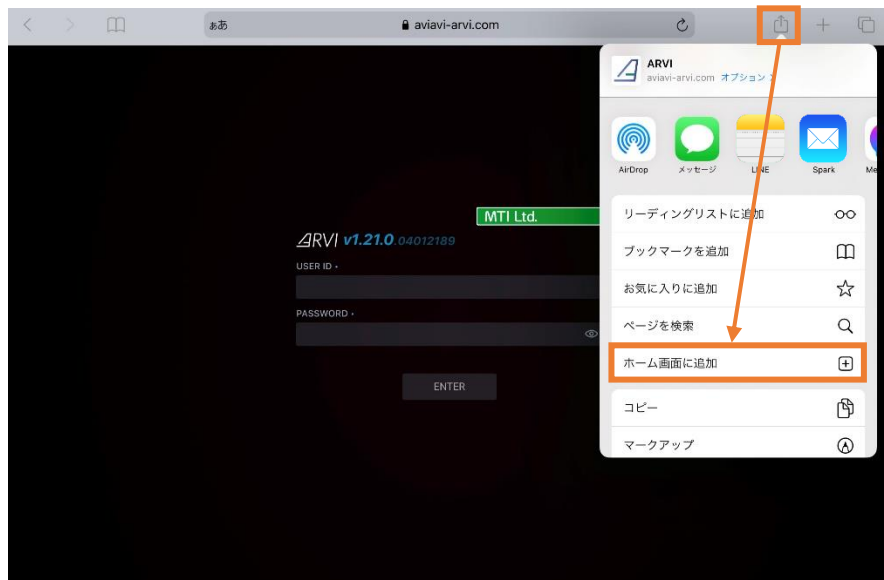 ぁあ
aviavi-arvi.com
ARVI
aviavi-arvi.com オプション
AirDrop
メッセージ
LINE
Spark
Me
リーディングリストに追加
ブックマークを追加
お気に入りに追加
ページを検索
ホーム画面に追加
コピー
マークアップ
MTI Ltd.
ARVI v1.21.0.04012189
USER ID •
PASSWORD •
ENTER